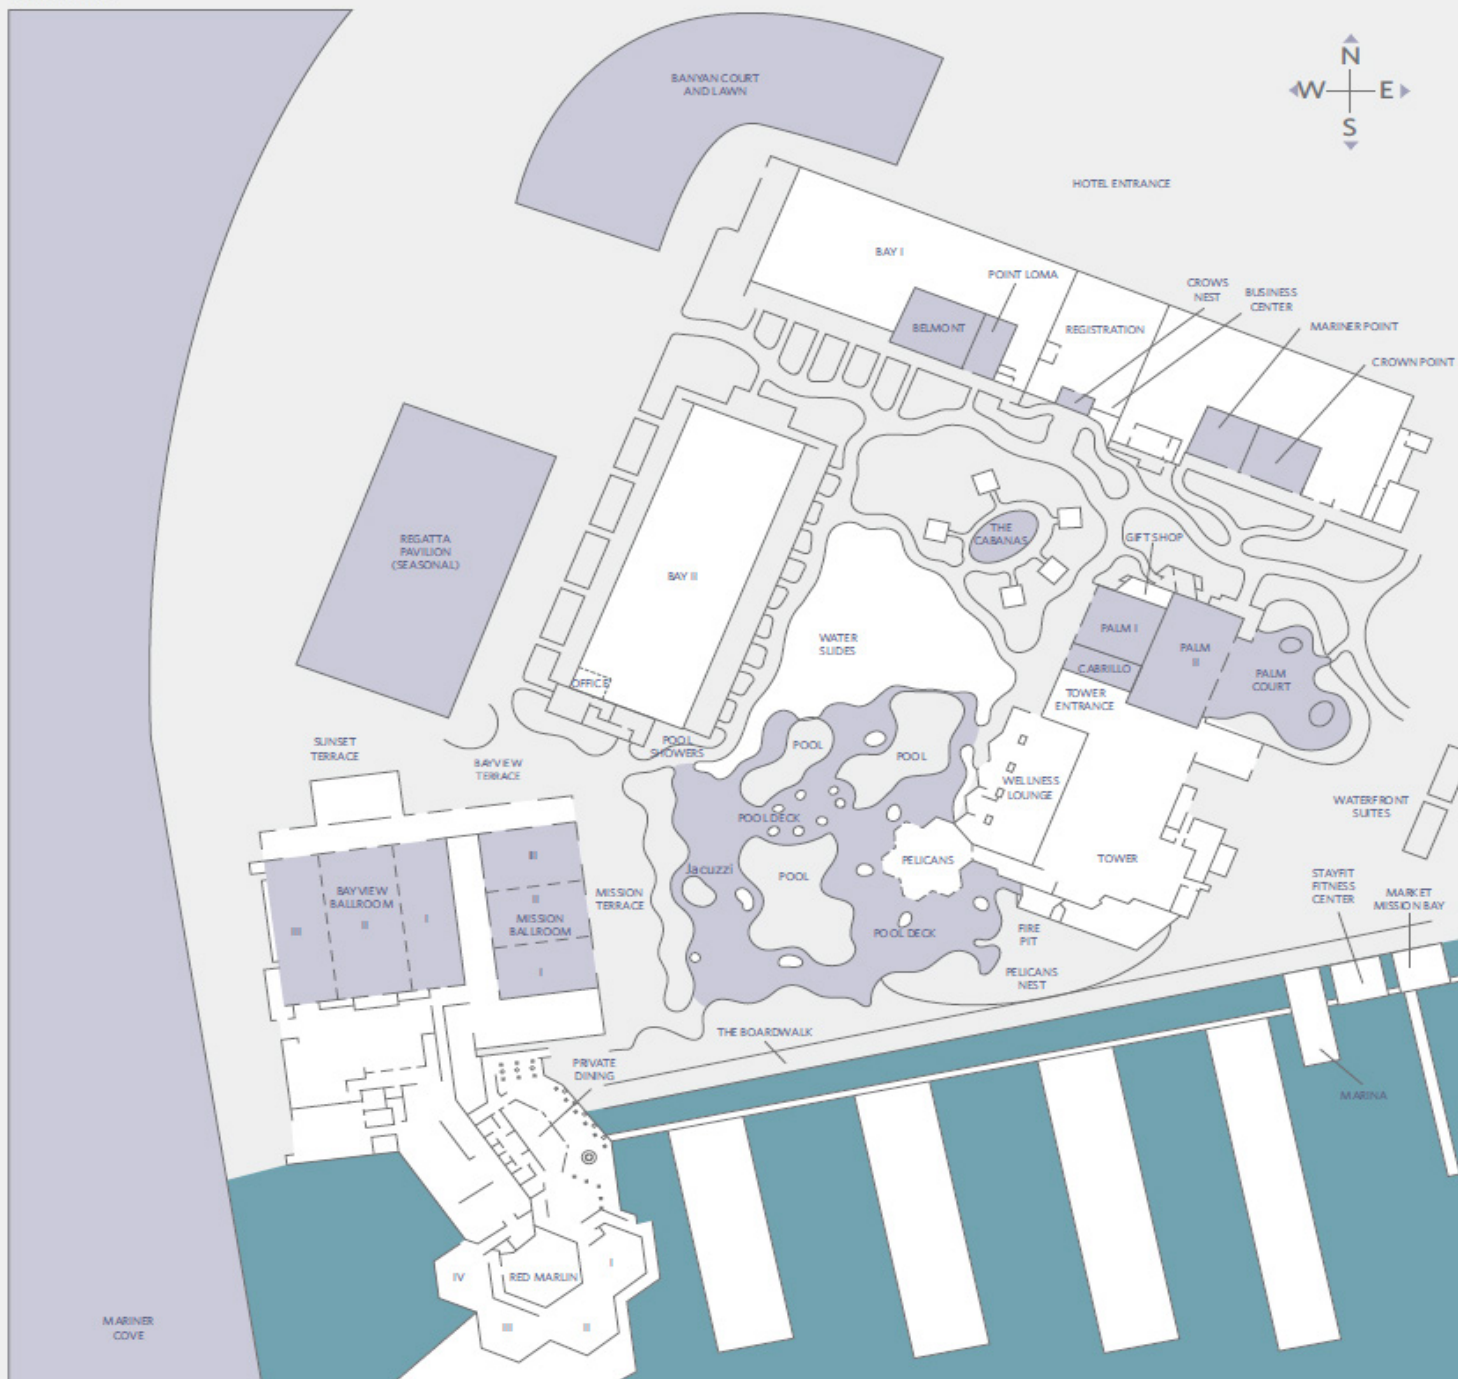 BANYAN COURT
AND LAWN
N
W
E
S
HOTEL ENTRANCE
BAY I
POINT LOMA
CROWS
NEST
BUSINESS
CENTER
BELMONT
REGISTRATION
MARINER POINT
CROWN POINT
REGATTA
PAVILION
(SEASONAL)
THE
CABANAS
GIFT SHOP
BAY II
WATER
SLIDES
PALM I
PALM
II
CABRILLO
PALM
COURT
OFFICE
TOWER
ENTRANCE
SUNSET
TERRACE
POOL
SHOWERS
POOL
POOL
BAYVIEW
TERRACE
WELLNESS
LOUNGE
WATERFRONT
SUITES
POOL DECK
PELICANS
TOWER
III
Jacuzzi
POOL
BAYVIEW
BALLROOM
II
MISSION
TERRACE
STAYFIT
FITNESS
CENTER
MARKET
MISSION BAY
III
II
I
MISSION
BALLROOM
POOL DECK
FIRE
PIT
I
PELICANS
NEST
THE BOARDWALK
PRIVATE
DINING
MARINA
I
IV
RED MARLIN
III
II
MARINER
COVE